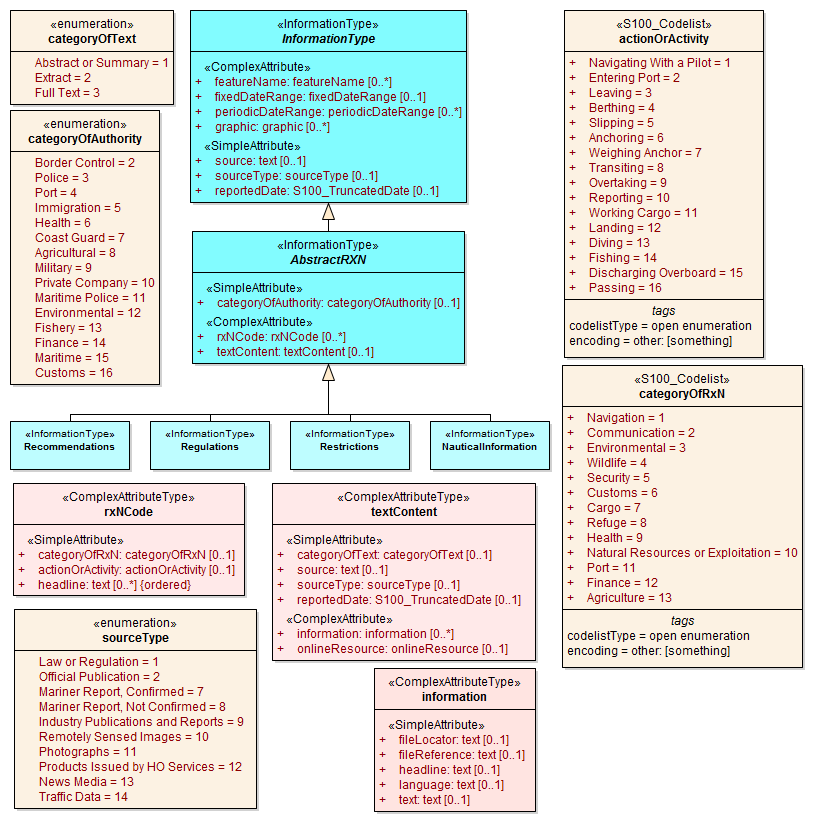 «enumeration»
categoryOfText
Abstract or Summary = 1
Extract = 2
Full Text = 3
«enumeration»
categoryOfAuthority
Border Control = 2
Police = 3
Port = 4
Immigration = 5
Health = 6
Coast Guard = 7
Agricultural = 8
Military = 9
Private Company = 10
Maritime Police = 11
Environmental = 12
Fishery = 13
Finance = 14
Maritime = 15
Customs = 16
«InformationType»
InformationType
«ComplexAttribute»
+ featureName: featureName [0..*]
+ fixedDateRange: fixedDateRange [0..1]
+ periodicDateRange: periodicDateRange [0..*]
+ graphic: graphic [0..*]
«SimpleAttribute»
+ source: text [0..1]
+ sourceType: sourceType [0..1]
+ reportedDate: S100_TruncatedDate [0..1]
«InformationType»
AbstractRXN
«SimpleAttribute»
+ categoryOfAuthority: categoryOfAuthority [0..1]
«ComplexAttribute»
+ rxNCode: rxNCode [0..*]
+ textContent: textContent [0..1]
«InformationType»
Recommendations
«InformationType»
Regulations
«InformationType»
Restrictions
«InformationType»
NauticalInformation
«S100_Codelist»
actionOrActivity
+ Navigating With a Pilot = 1
+ Entering Port = 2
+ Leaving = 3
+ Berthing = 4
+ Slipping = 5
+ Anchoring = 6
+ Weighing Anchor = 7
+ Transiting = 8
+ Overtaking = 9
+ Reporting = 10
+ Working Cargo = 11
+ Landing = 12
+ Diving = 13
+ Fishing = 14
+ Discharging Overboard = 15
+ Passing = 16
tags
codelistType = open enumeration
encoding = other: [something]
«S100_Codelist»
categoryOfRxN
+ Navigation = 1
+ Communication = 2
+ Environmental = 3
+ Wildlife = 4
+ Security = 5
+ Customs = 6
+ Cargo = 7
+ Refuge = 8
+ Health = 9
+ Natural Resources or Exploitation = 10
+ Port = 11
+ Finance = 12
+ Agriculture = 13
tags
codelistType = open enumeration
encoding = other: [something]
«ComplexAttributeType»
rxNCode
«SimpleAttribute»
+ categoryOfRxN: categoryOfRxN [0..1]
+ actionOrActivity: actionOrActivity [0..1]
+ headline: text [0..*] {ordered}
«ComplexAttributeType»
textContent
«SimpleAttribute»
+ categoryOfText: categoryOfText [0..1]
+ source: text [0..1]
+ sourceType: sourceType [0..1]
+ reportedDate: S100_TruncatedDate [0..1]
«ComplexAttribute»
+ information: information [0..*]
+ onlineResource: onlineResource [0..1]
«enumeration»
sourceType
Law or Regulation = 1
Official Publication = 2
Mariner Report, Confirmed = 7
Mariner Report, Not Confirmed = 8
Industry Publications and Reports = 9
Remotely Sensed Images = 10
Photographs = 11
Products Issued by HO Services = 12
News Media = 13
Traffic Data = 14
«ComplexAttributeType»
information
«SimpleAttribute»
+ fileLocator: text [0..1]
+ fileReference: text [0..1]
+ headline: text [0..1]
+ language: text [0..1]
+ text: text [0..1]